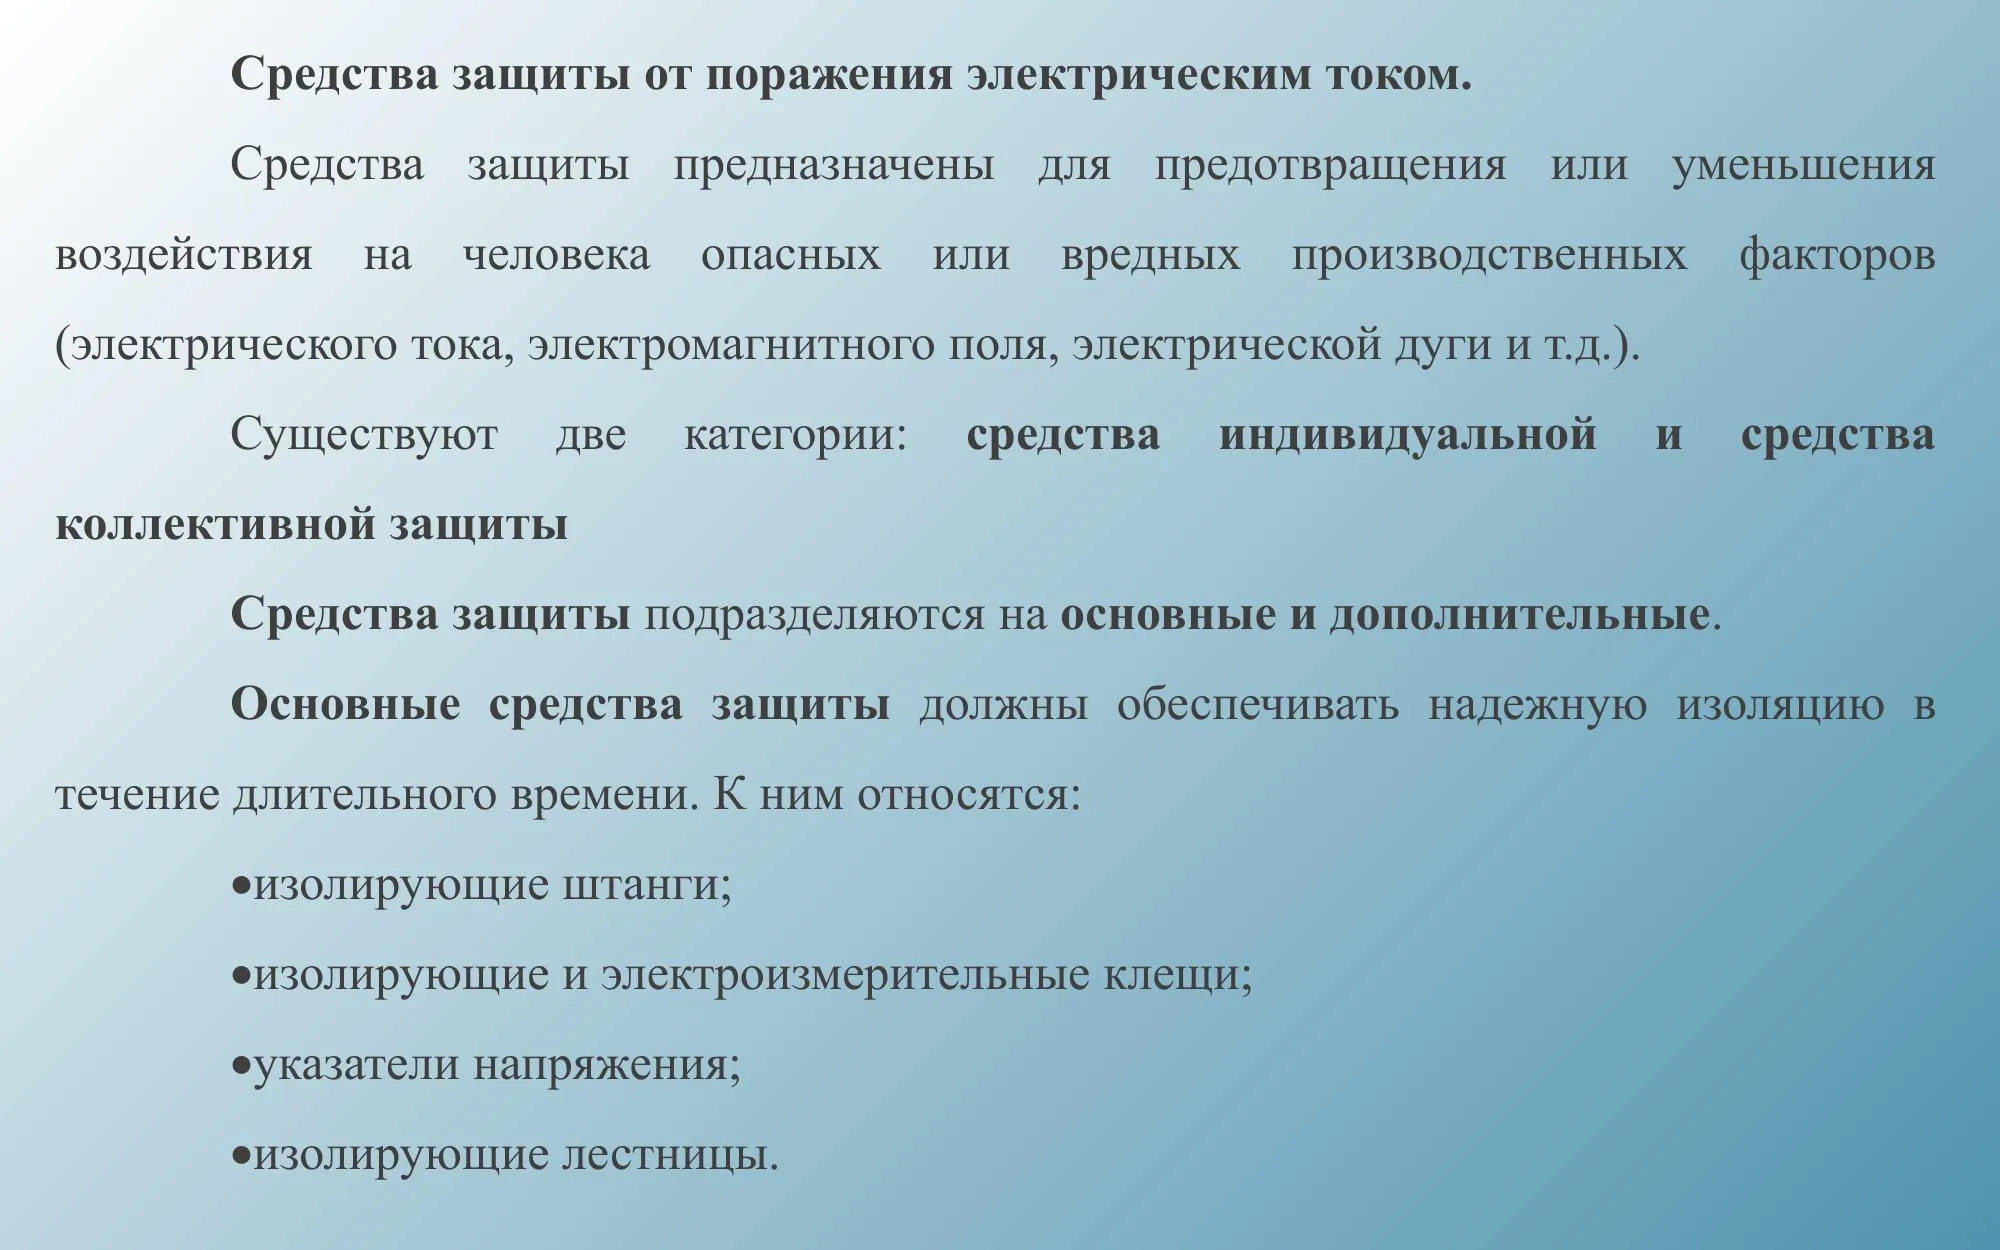 Средства защиты от поражения электрическим током.
Средства защиты предназначены для предотвращения или уменьшения
воздействия на человека опасных или вредных производственных факторов
(электрического тока, электромагнитного поля, электрической дуги и т.д.).
Существуют две категории: средства индивидуальной и средства
коллективной защиты
Средства защиты подразделяются на основные и дополнительные.
Основные средства защиты должны обеспечивать надежную изоляцию в
течение длительного времени. К ним относятся:
•изолирующие штанги;
•изолирующие и электроизмерительные клещи;
•указатели напряжения;
•изолирующие лестницы.